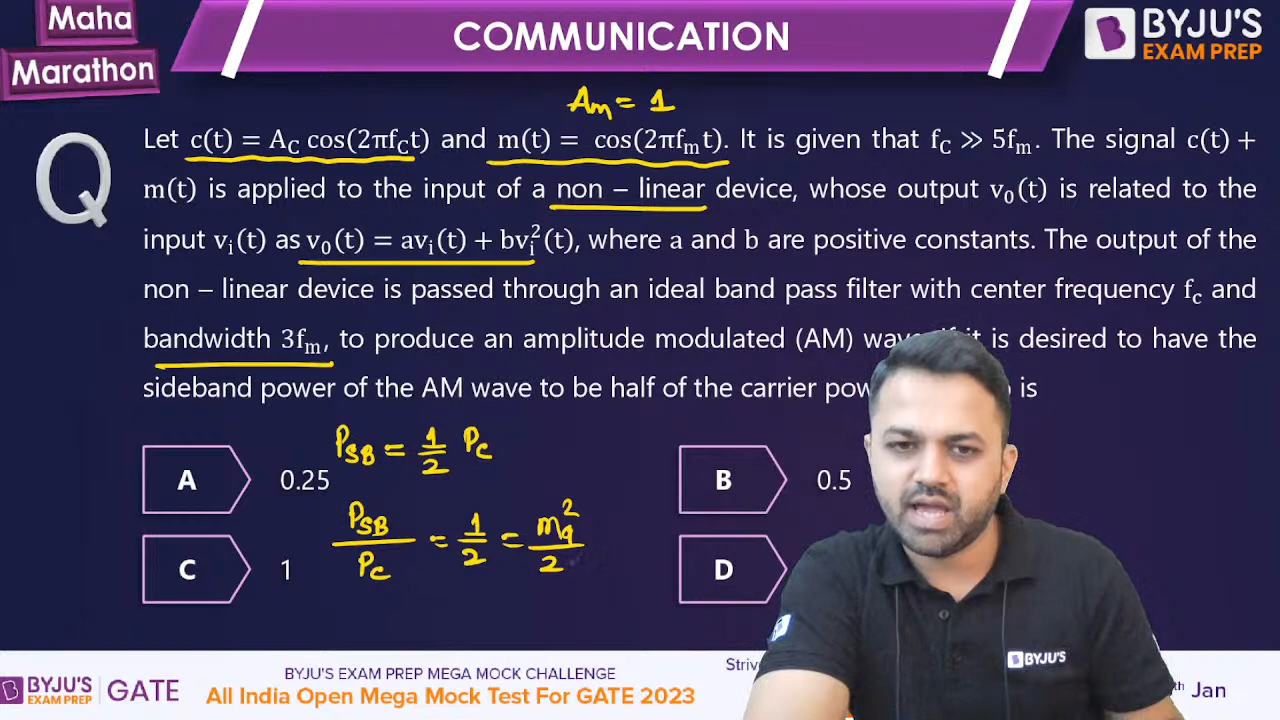 Maha
Marathon
COMMUNICATION
BYJU'S
EXAM PREP
Am = 1
Q
Let c(t) = A_C cos(2πf_Ct) and m(t) = cos(2πf_mt). It is given that f_C ≫ 5f_m. The signal c(t) +
m(t) is applied to the input of a non – linear device, whose output v_0(t) is related to the
input v_i(t) as v_0(t) = av_i(t) + bv_i^2(t), where a and b are positive constants. The output of the
non – linear device is passed through an ideal band pass filter with center frequency f_c and
bandwidth 3f_m, to produce an amplitude modulated (AM) is desired to have the
sideband power of the AM wave to be half of the carrier is
P_SB = 1/2 P_C
A 0.25
B 0.5
P_SB/P_C = 1/2 = m_a^2/2
C 1
D
BYJU'S
BYJU'S
EXAM PREP
GATE
BYJU'S EXAM PREP MEGA MOCK CHALLENGE
All India Open Mega Mock Test For GATE 2023
Jan